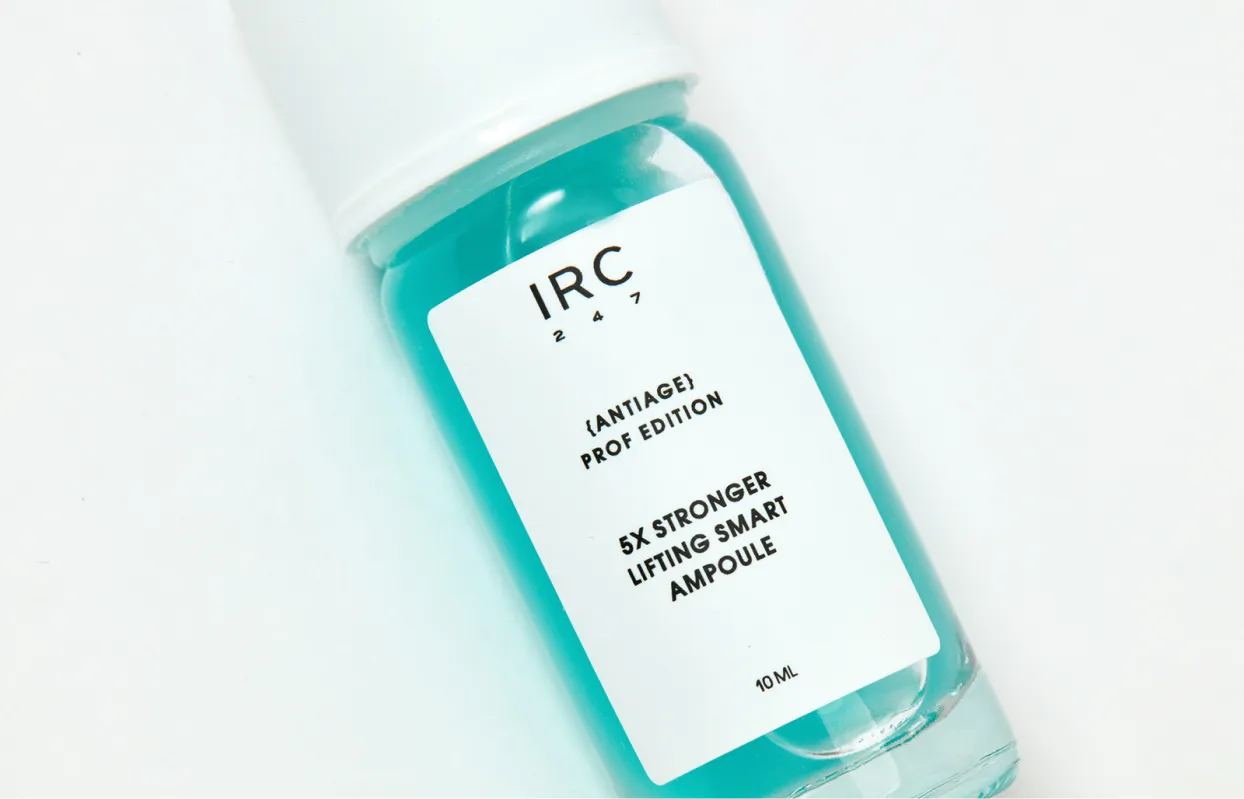 IRC
2 4 7
{ANTIAGE}
PROF EDITION
5X STRONGER
LIFTING SMART
AMPOULE
10 ML